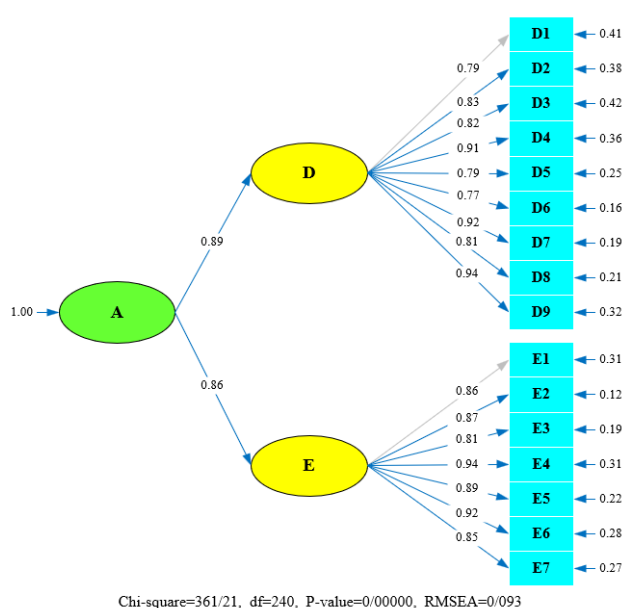 D1 0.41
0.79
D2 0.38
0.83
D3 0.42
0.82
D4 0.36
0.91
D D5 0.25
0.79
0.77
D6 0.16
0.92
D7 0.19
0.89
0.81
D8 0.21
0.94
1.00 A D9 0.32
E1 0.31
0.86
0.86
E2 0.12
0.87
E3 0.19
0.81
E E4 0.31
0.94
0.89
E5 0.22
0.92
E6 0.28
0.85
E7 0.27
Chi-square=361/21, df=240, P-value=0/00000, RMSEA=0/093